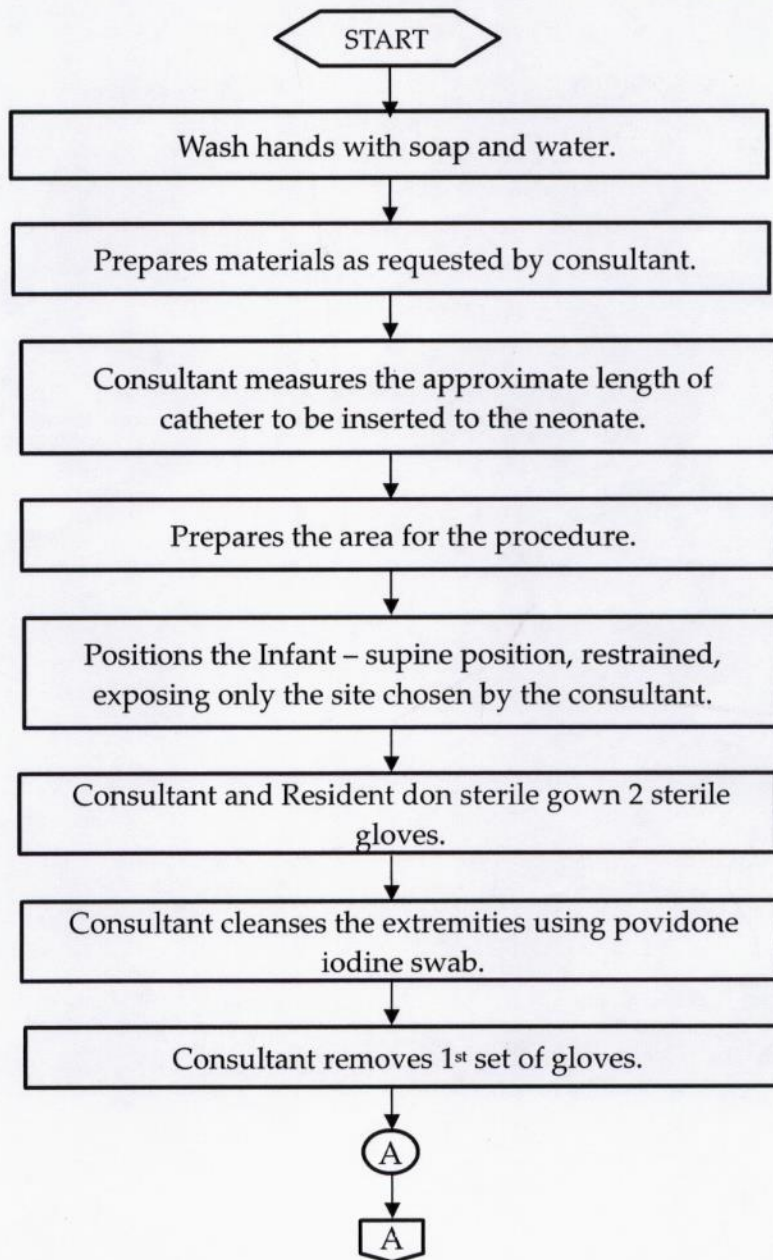 START
Wash hands with soap and water.
Prepares materials as requested by consultant.
Consultant measures the approximate length of
catheter to be inserted to the neonate.
Prepares the area for the procedure.
Positions the Infant – supine position, restrained,
exposing only the site chosen by the consultant.
Consultant and Resident don sterile gown 2 sterile
gloves.
Consultant cleanses the extremities using povidone
iodine swab.
Consultant removes 1st set of gloves.
A
A